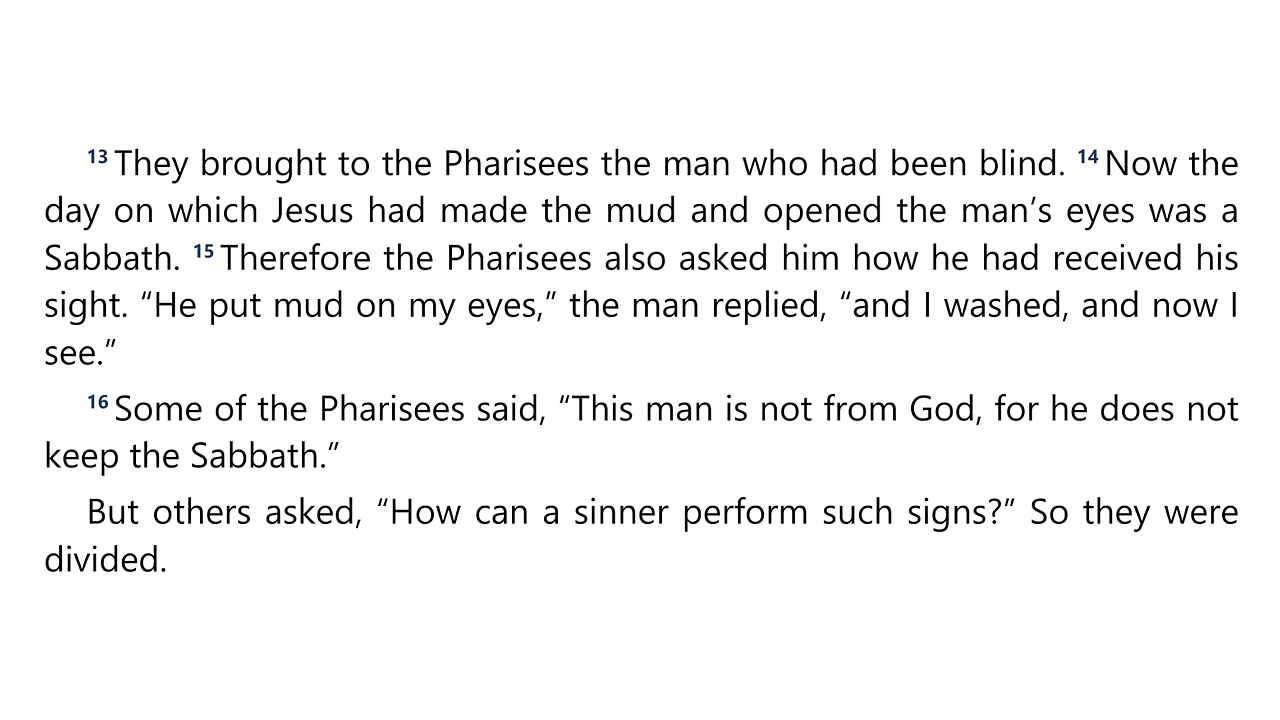 13 They brought to the Pharisees the man who had been blind. 14 Now the
day on which Jesus had made the mud and opened the man’s eyes was a
Sabbath. 15 Therefore the Pharisees also asked him how he had received his
sight. “He put mud on my eyes,” the man replied, “and I washed, and now I
see.”
16 Some of the Pharisees said, “This man is not from God, for he does not
keep the Sabbath.”
But others asked, “How can a sinner perform such signs?” So they were
divided.